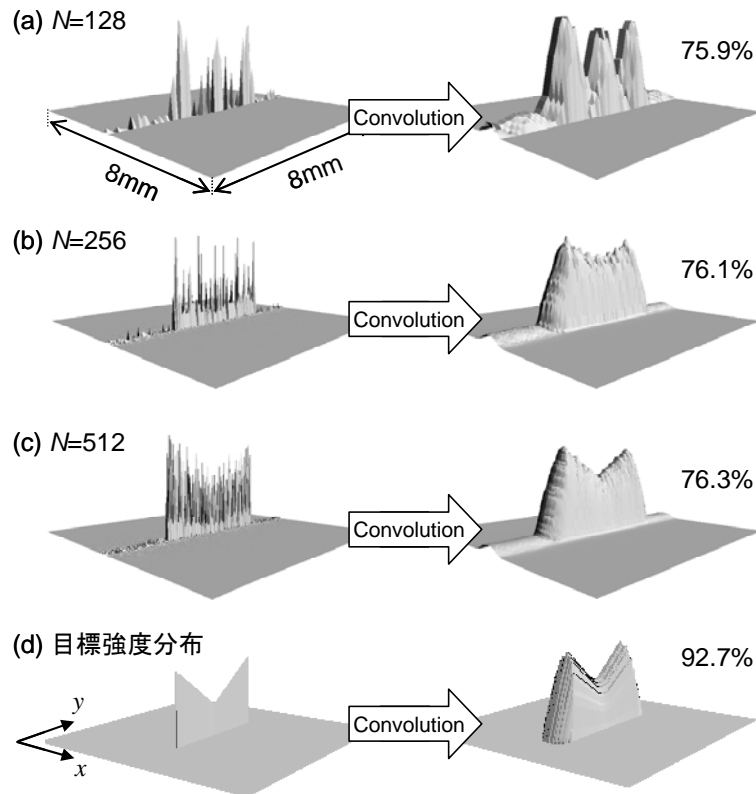 (a) N=128
75.9%
Convolution
8mm
8mm
(b) N=256
76.1%
Convolution
(c) N=512
76.3%
Convolution
(d) 目標強度分布
92.7%
Convolution
y
x